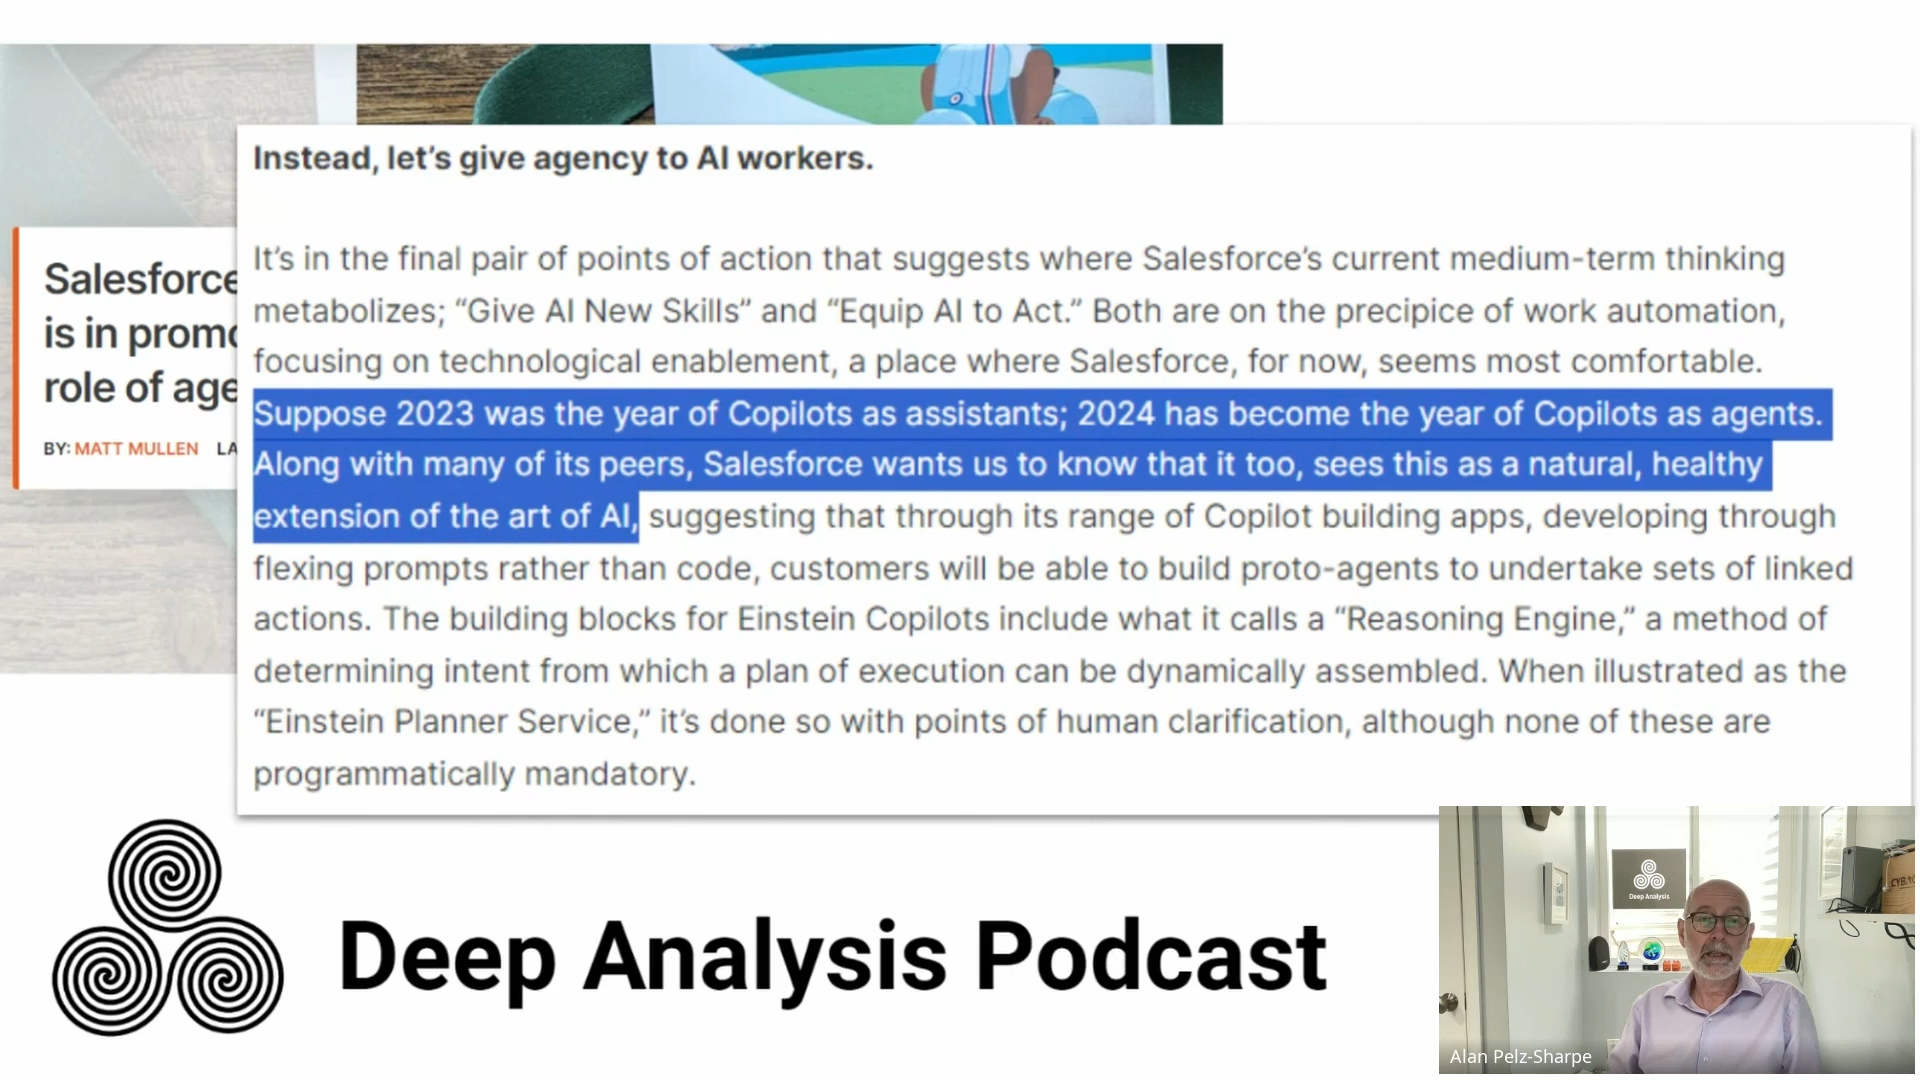 Instead, let's give agency to AI workers.
It's in the final pair of points of action that suggests where Salesforce's current medium-term thinking
metabolizes; “Give AI New Skills” and “Equip AI to Act.” Both are on the precipice of work automation,
focusing on technological enablement, a place where Salesforce, for now, seems most comfortable.
Suppose 2023 was the year of Copilots as assistants; 2024 has become the year of Copilots as agents.
Along with many of its peers, Salesforce wants us to know that it too, sees this as a natural, healthy
extension of the art of AI, suggesting that through its range of Copilot building apps, developing through
flexing prompts rather than code, customers will be able to build proto-agents to undertake sets of linked
actions. The building blocks for Einstein Copilots include what it calls a “Reasoning Engine,” a method of
determining intent from which a plan of execution can be dynamically assembled. When illustrated as the
“Einstein Planner Service,” it's done so with points of human clarification, although none of these are
programmatically mandatory.
Salesforce
is in promo
role of age
BY: MATT MULLEN LA
Deep Analysis Podcast
Deep Analysis
Alan Pelz-Sharpe